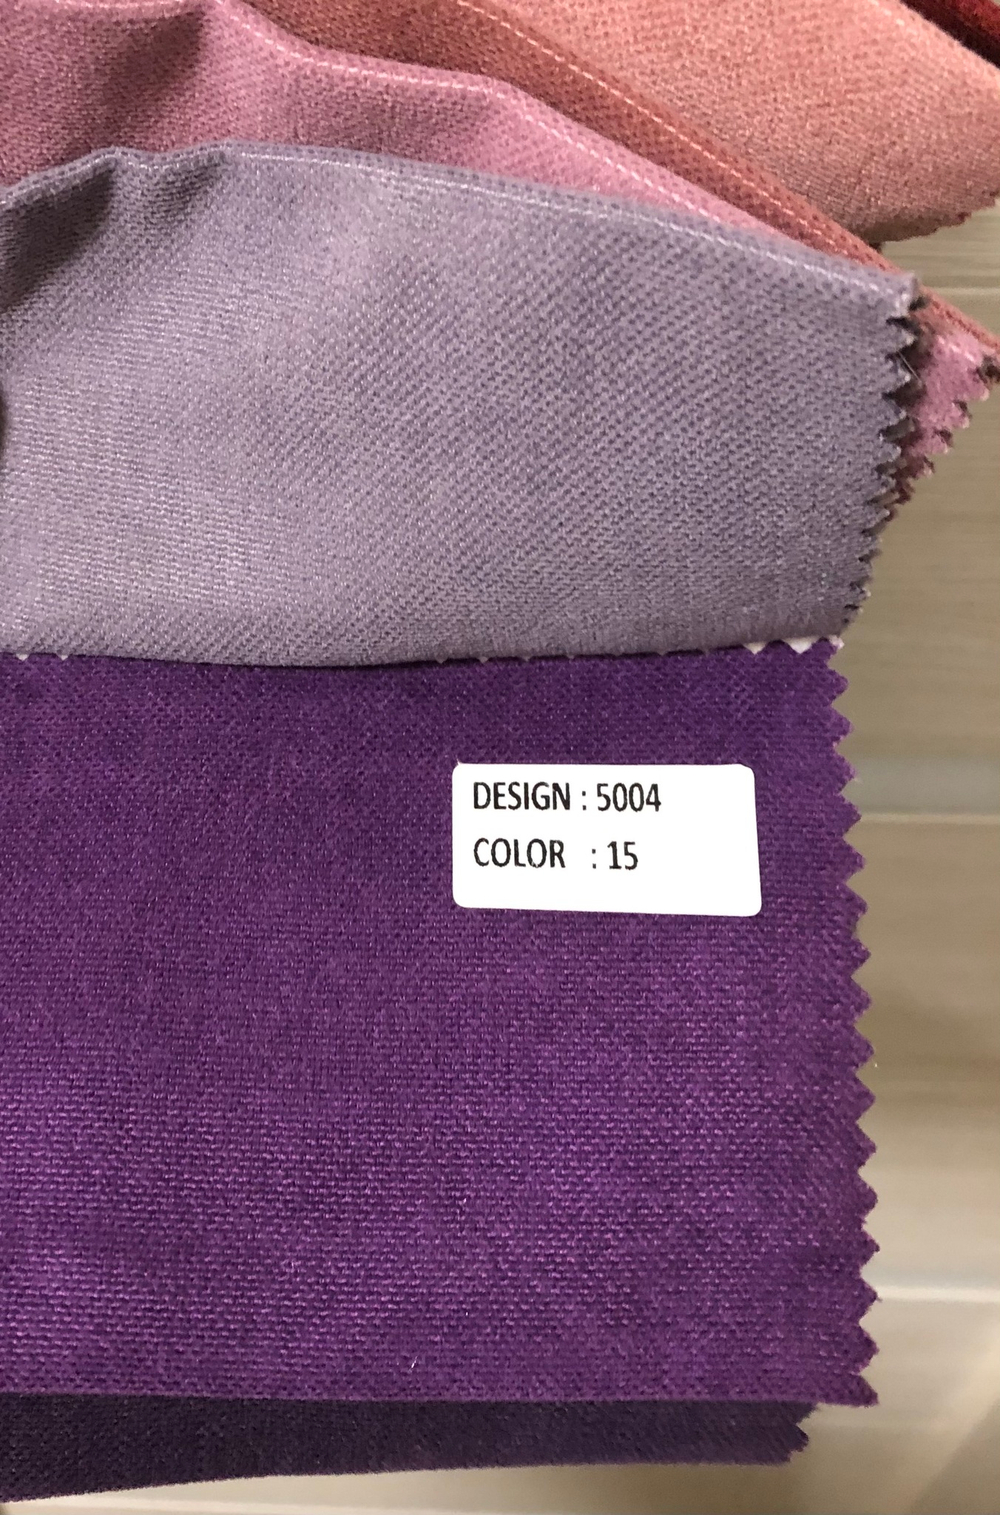 DESIGN : 5004
COLOR : 15